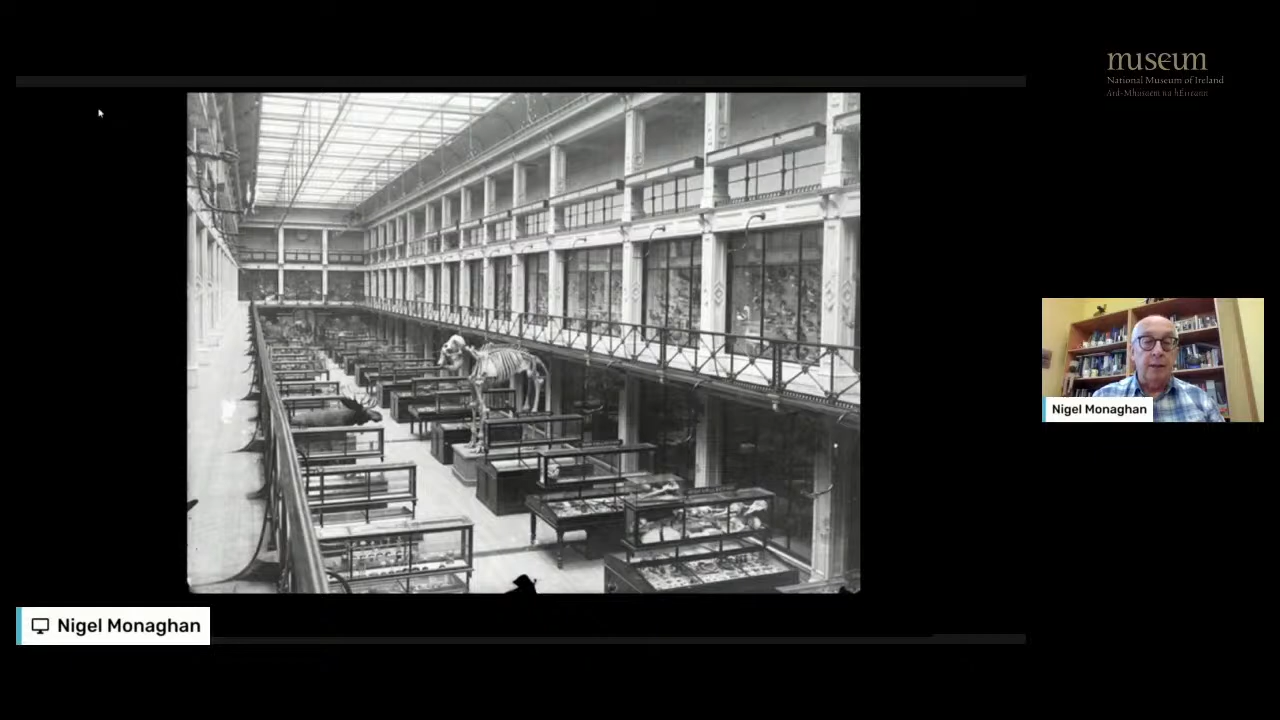 museum
National Museum of Ireland
Ard-Mhúsaem na hÉireann
Nigel Monaghan
Nigel Monaghan